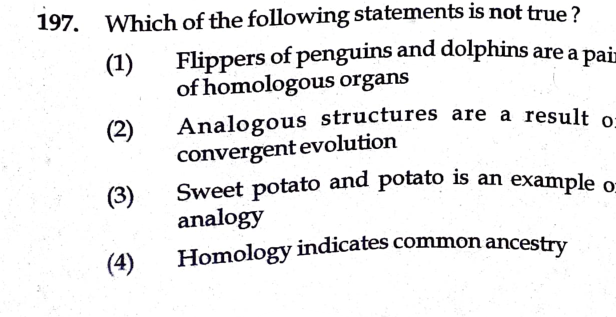 197. Which of the following statements is not true ?
(1) Flippers of penguins and dolphins are a pai
of homologous organs
(2) Analogous structures are a result o
convergent evolution
(3) Sweet potato and potato is an example o
analogy
(4) Homology indicates common ancestry